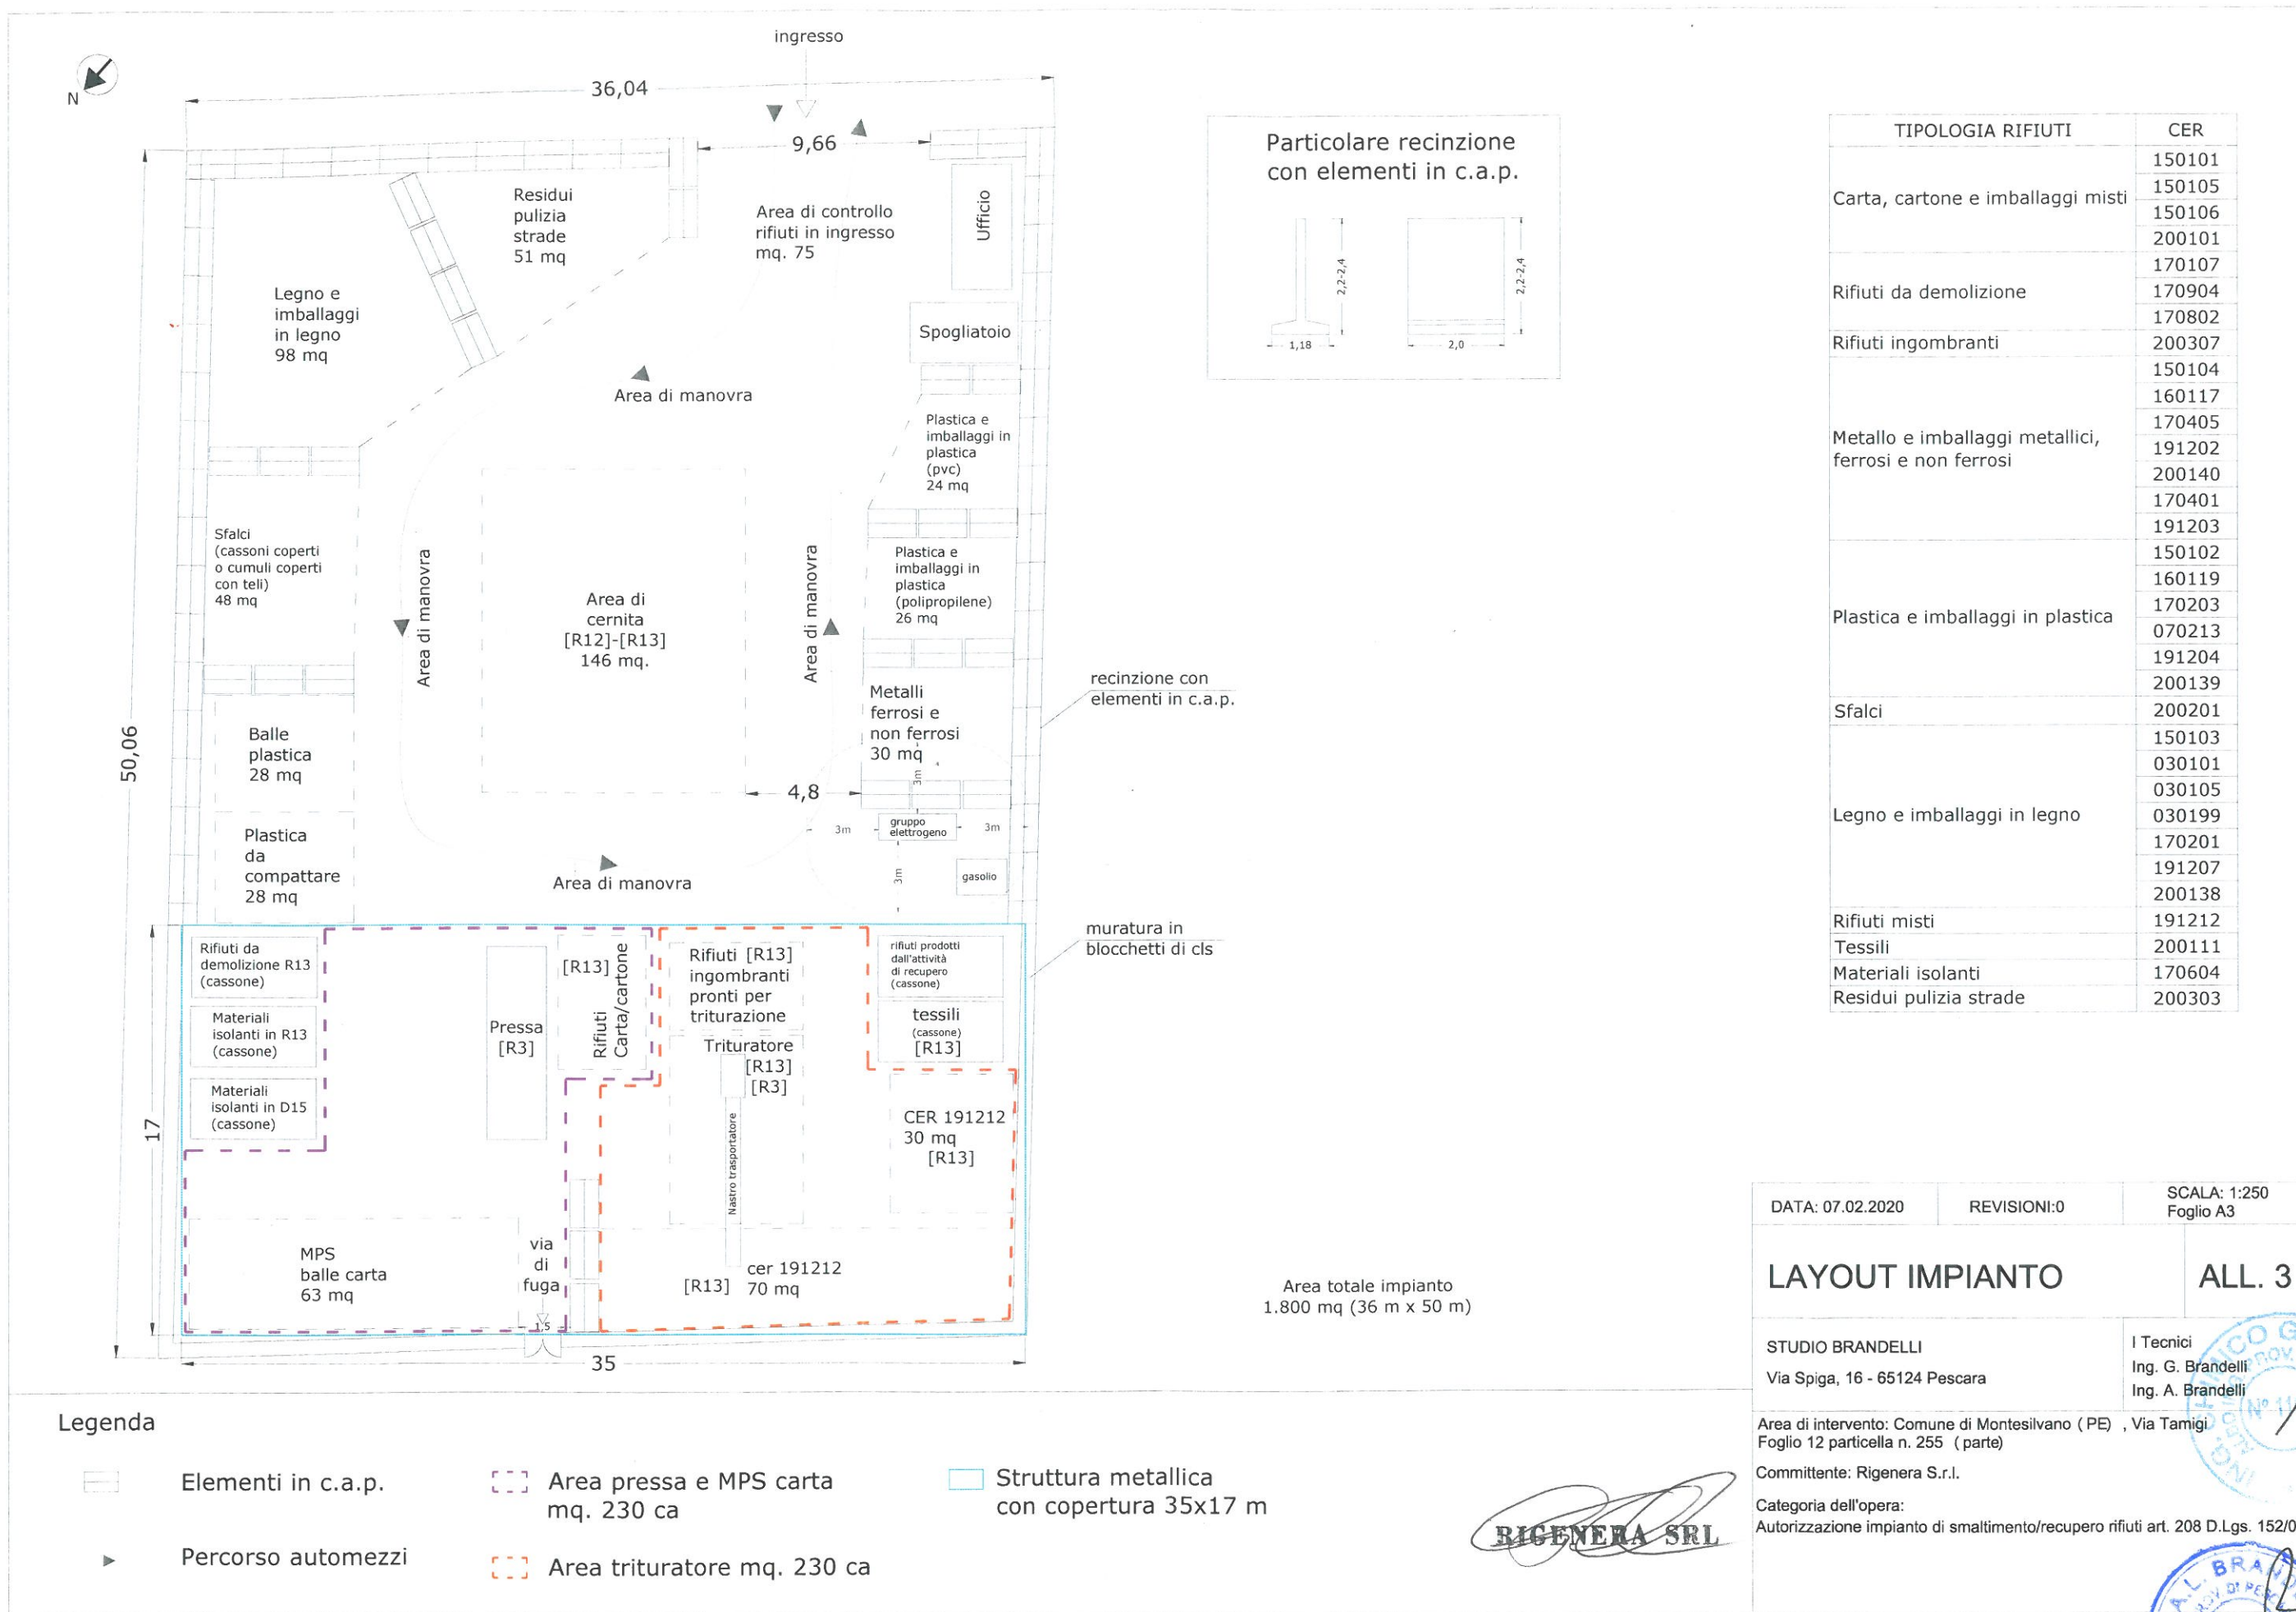 ingresso
N
36,04
9,66
50,06
Residui
pulizia
strade
51 mq
Area di controllo
rifiuti in ingresso
mq. 75
Ufficio
Legno e
imballaggi
in legno
98 mq
Spogliatoio
Area di manovra
Plastica e
imballaggi in
plastica
(pvc)
24 mq
Sfalci
(cassoni coperti
o cumuli coperti
con teli)
48 mq
Area di manovra
Area di
cernita
[R12]-[R13]
146 mq.
Area di manovra
Plastica e
imballaggi in
plastica
(polipropilene)
26 mq
Metalli
ferrosi e
non ferrosi
30 mq
3m
recinzione con
elementi in c.a.p.
Balle
plastica
28 mq
4,8
3m
gruppo
elettrogeno
3m
3m
gasolio
Plastica
da
compattare
28 mq
Area di manovra
muratura in
blocchetti di cls
17
Rifiuti da
demolizione R13
(cassone)
Materiali
isolanti in R13
(cassone)
Materiali
isolanti in D15
(cassone)
Pressa
[R3]
[R13]
Rifiuti
Carta/cartone
Rifiuti [R13]
ingombranti
pronti per
triturazione
Trituratore
[R13]
[R3]
Nastro trasportatore
rifiuti prodotti
dall'attività
di recupero
(cassone)
tessili
(cassone)
[R13]
CER 191212
30 mq
[R13]
MPS
balle carta
63 mq
via
di
fuga
1,5
[R13]
cer 191212
70 mq
35
Particolare recinzione
con elementi in c.a.p.
2,2-2,4
2,2-2,4
1,18
2,0
TIPOLOGIA RIFIUTI CER
Carta, cartone e imballaggi misti
150101
150105
150106
200101
Rifiuti da demolizione
170107
170904
170802
Rifiuti ingombranti 200307
Metallo e imballaggi metallici,
ferrosi e non ferrosi
150104
160117
170405
191202
200140
170401
191203
Plastica e imballaggi in plastica
150102
160119
170203
070213
191204
200139
Sfalci 200201
Legno e imballaggi in legno
150103
030101
030105
030199
170201
191207
200138
Rifiuti misti 191212
Tessili 200111
Materiali isolanti 170604
Residui pulizia strade 200303
Area totale impianto
1.800 mq (36 m x 50 m)
DATA: 07.02.2020 REVISIONI:0 SCALA: 1:250
Foglio A3
LAYOUT IMPIANTO ALL. 3
STUDIO BRANDELLI
Via Spiga, 16 - 65124 Pescara
I Tecnici
Ing. G. Brandelli
Ing. A. Brandelli
Area di intervento: Comune di Montesilvano ( PE) , Via Tamigi
Foglio 12 particella n. 255 ( parte)
Committente: Rigenera S.r.l.
Categoria dell'opera:
Autorizzazione impianto di smaltimento/recupero rifiuti art. 208 D.Lgs. 152/0
RIGENERA SRL
Legenda
Elementi in c.a.p.
Percorso automezzi
Area pressa e MPS carta
mq. 230 ca
Area trituratore mq. 230 ca
Struttura metallica
con copertura 35x17 m